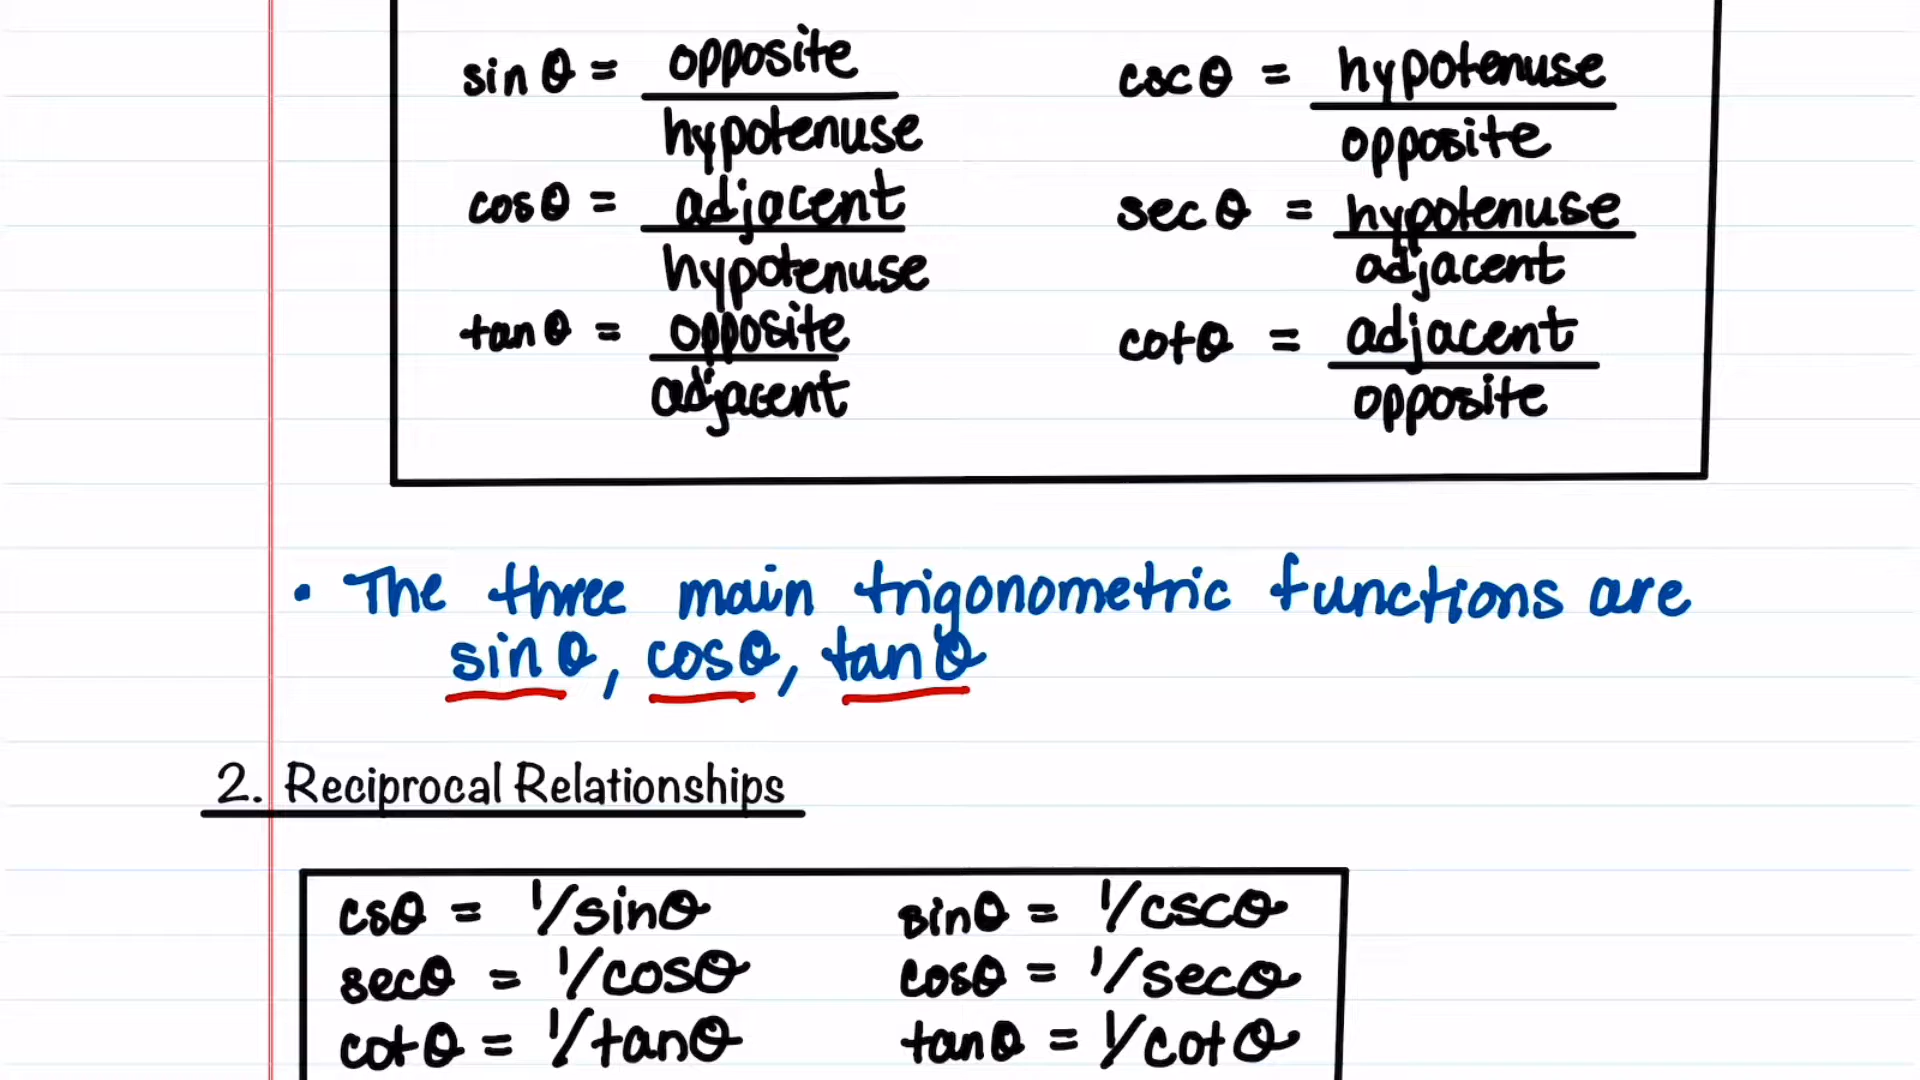 sin θ = opposite / hypotenuse
csc θ = hypotenuse / opposite
cos θ = adjacent / hypotenuse
sec θ = hypotenuse / adjacent
tan θ = opposite / adjacent
cot θ = adjacent / opposite
• The three main trigonometric functions are
sin θ, cos θ, tan θ
2. Reciprocal Relationships
csθ = 1/sinθ
sinθ = 1/cscθ
secθ = 1/cosθ
cosθ = 1/secθ
cotθ = 1/tanθ
tanθ = 1/cotθ